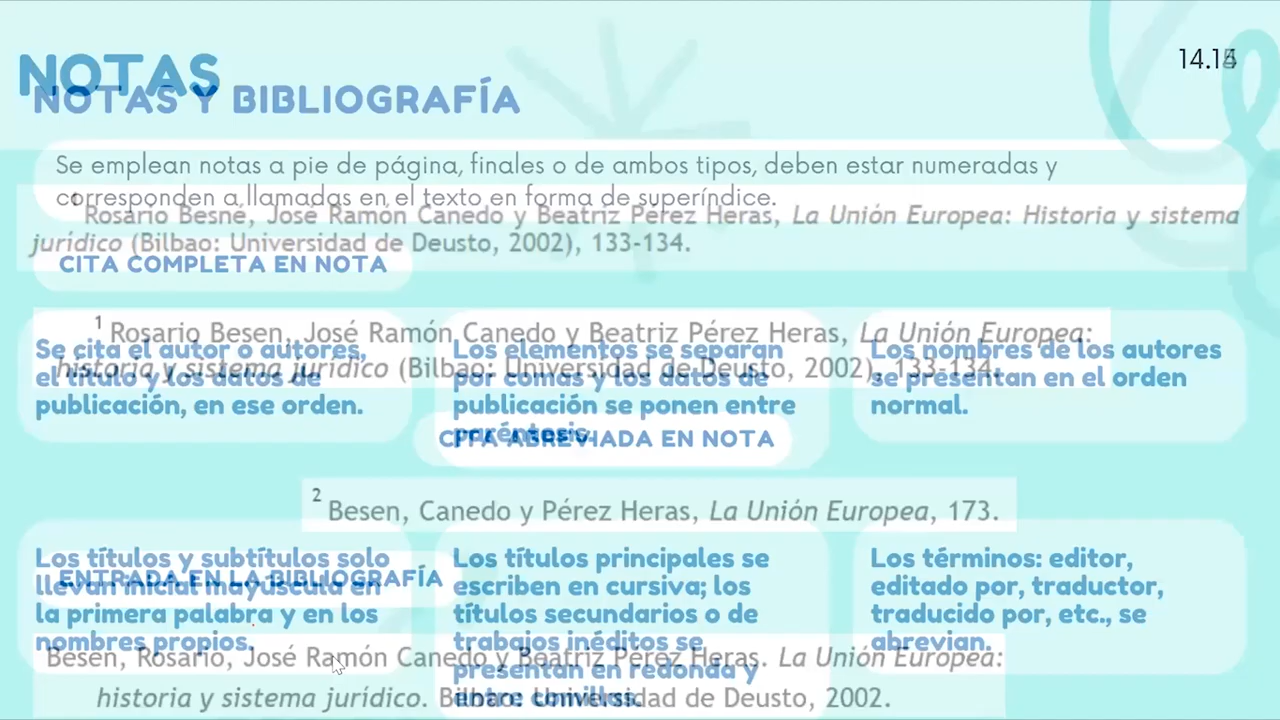 NOTAS
14.15
NOTAS Y BIBLIOGRAFÍA
Se emplean notas a pie de página, finales o de ambos tipos, deben estar numeradas y
corresponden a llamadas en el texto en forma de superíndice.
Rosario Besné, José Ramón Canedo y Beatriz Pérez Heras, La Unión Europea: Historia y sistema
jurídico (Bilbao: Universidad de Deusto, 2002), 133-134.
CITA COMPLETA EN NOTA
1 Rosario Besen, José Ramón Canedo y Beatriz Pérez Heras, La Unión Europea:
historia y sistema jurídico (Bilbao: Universidad de Deusto, 2002), 133-134.
Se cita el autor o autores,
el título y los datos de
publicación, en ese orden.
Los elementos se separan
por comas y los datos de
publicación se ponen entre
paréntesis.
Los nombres de los autores
se presentan en el orden
normal.
CITA ABREVIADA EN NOTA
2 Besen, Canedo y Pérez Heras, La Unión Europea, 173.
Los títulos y subtítulos solo
llevan inicial mayúscula en
la primera palabra y en los
nombres propios.
Los títulos principales se
escriben en cursiva; los
títulos secundarios o de
trabajos inéditos se
presentan en redonda y
entre comillas.
Los términos: editor,
editado por, traductor,
traducido por, etc., se
abrevian.
ENTRADA EN LA BIBLIOGRAFÍA
Besen, Rosario, José Ramón Canedo y Beatriz Pérez Heras. La Unión Europea:
historia y sistema jurídico. Bilbao: Universidad de Deusto, 2002.